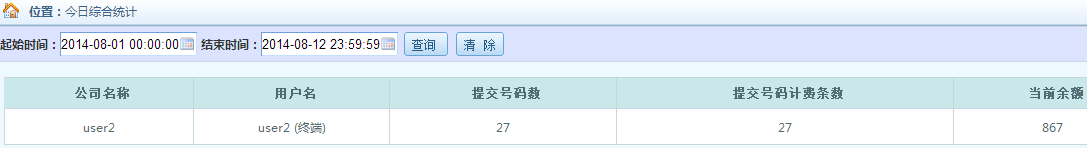 位置：今日综合统计
起始时间：2014-08-01 00:00:00 结束时间：2014-08-12 23:59:59 查询 清 除
公司名称 用户名 提交号码数 提交号码计费条数 当前余额
user2 user2 (终端) 27 27 867